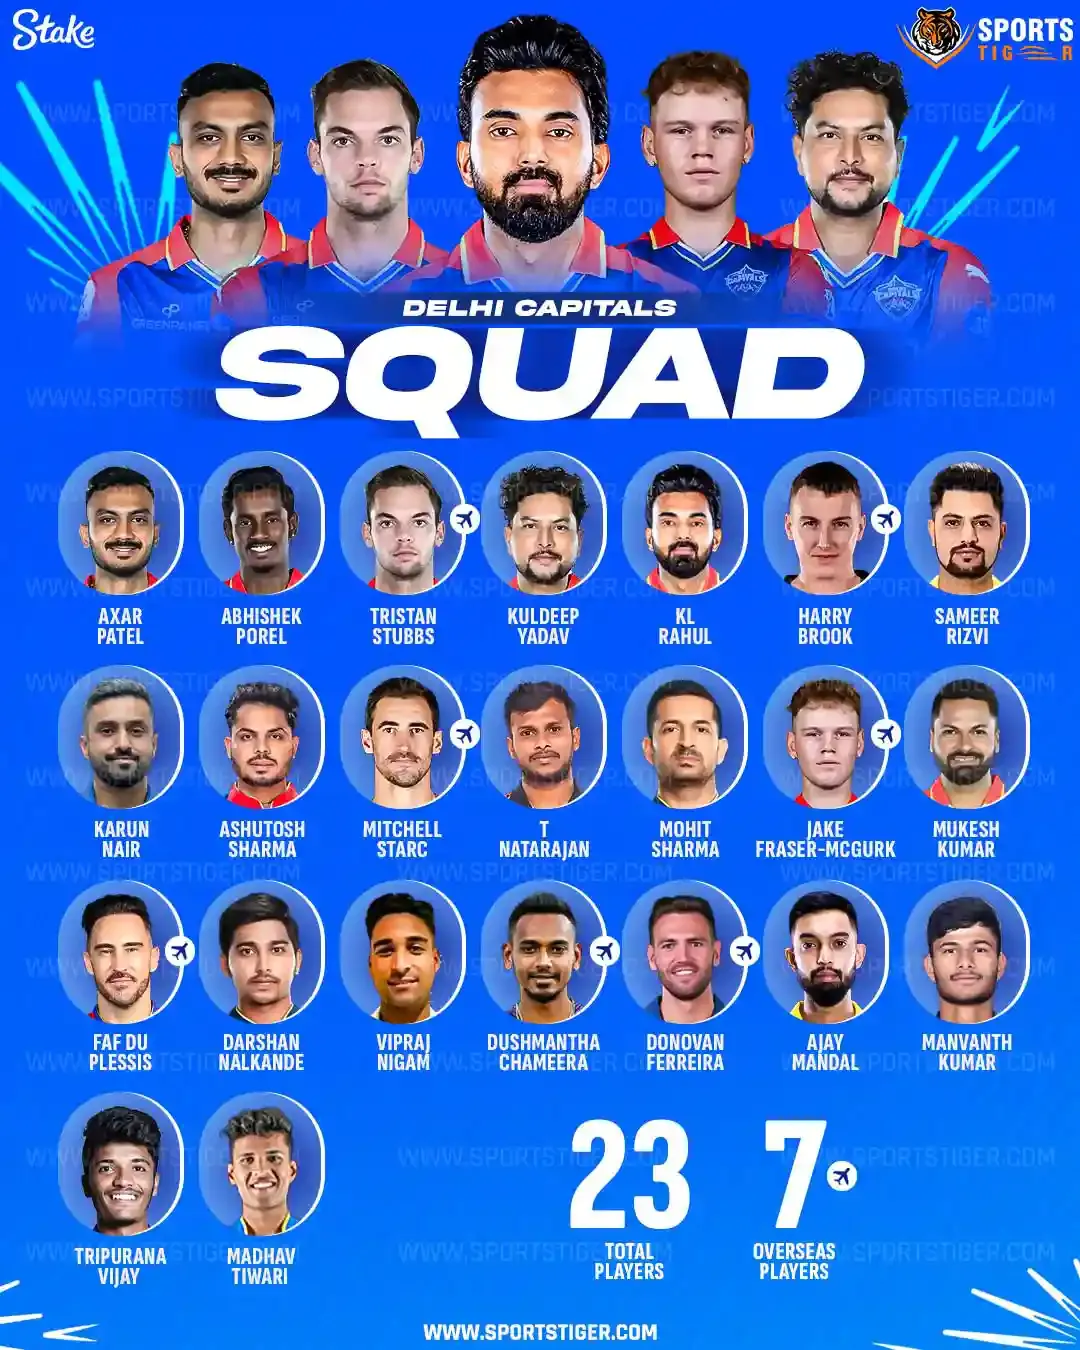 Stake
SPORTS
TIGER
DELHI CAPITALS
SQUAD
AXAR
PATEL
ABHISHEK
POREL
TRISTAN
STUBBS
KULDEEP
YADAV
KL
RAHUL
HARRY
BROOK
SAMEER
RIZVI
KARUN
NAIR
ASHUTOSH
SHARMA
MITCHELL
STARC
T
NATARAJAN
MOHIT
SHARMA
JAKE
FRASER-MCGURK
MUKESH
KUMAR
FAF DU
PLESSIS
DARSHAN
NALKANDE
VIPRAJ
NIGAM
DUSHMANTHA
CHAMEERA
DONOVAN
FERREIRA
AJAY
MANDAL
MANVANTH
KUMAR
TRIPURANA
VIJAY
MADHAV
TIWARI
23
TOTAL
PLAYERS
7
OVERSEAS
PLAYERS
WWW.SPORTSTIGER.COM